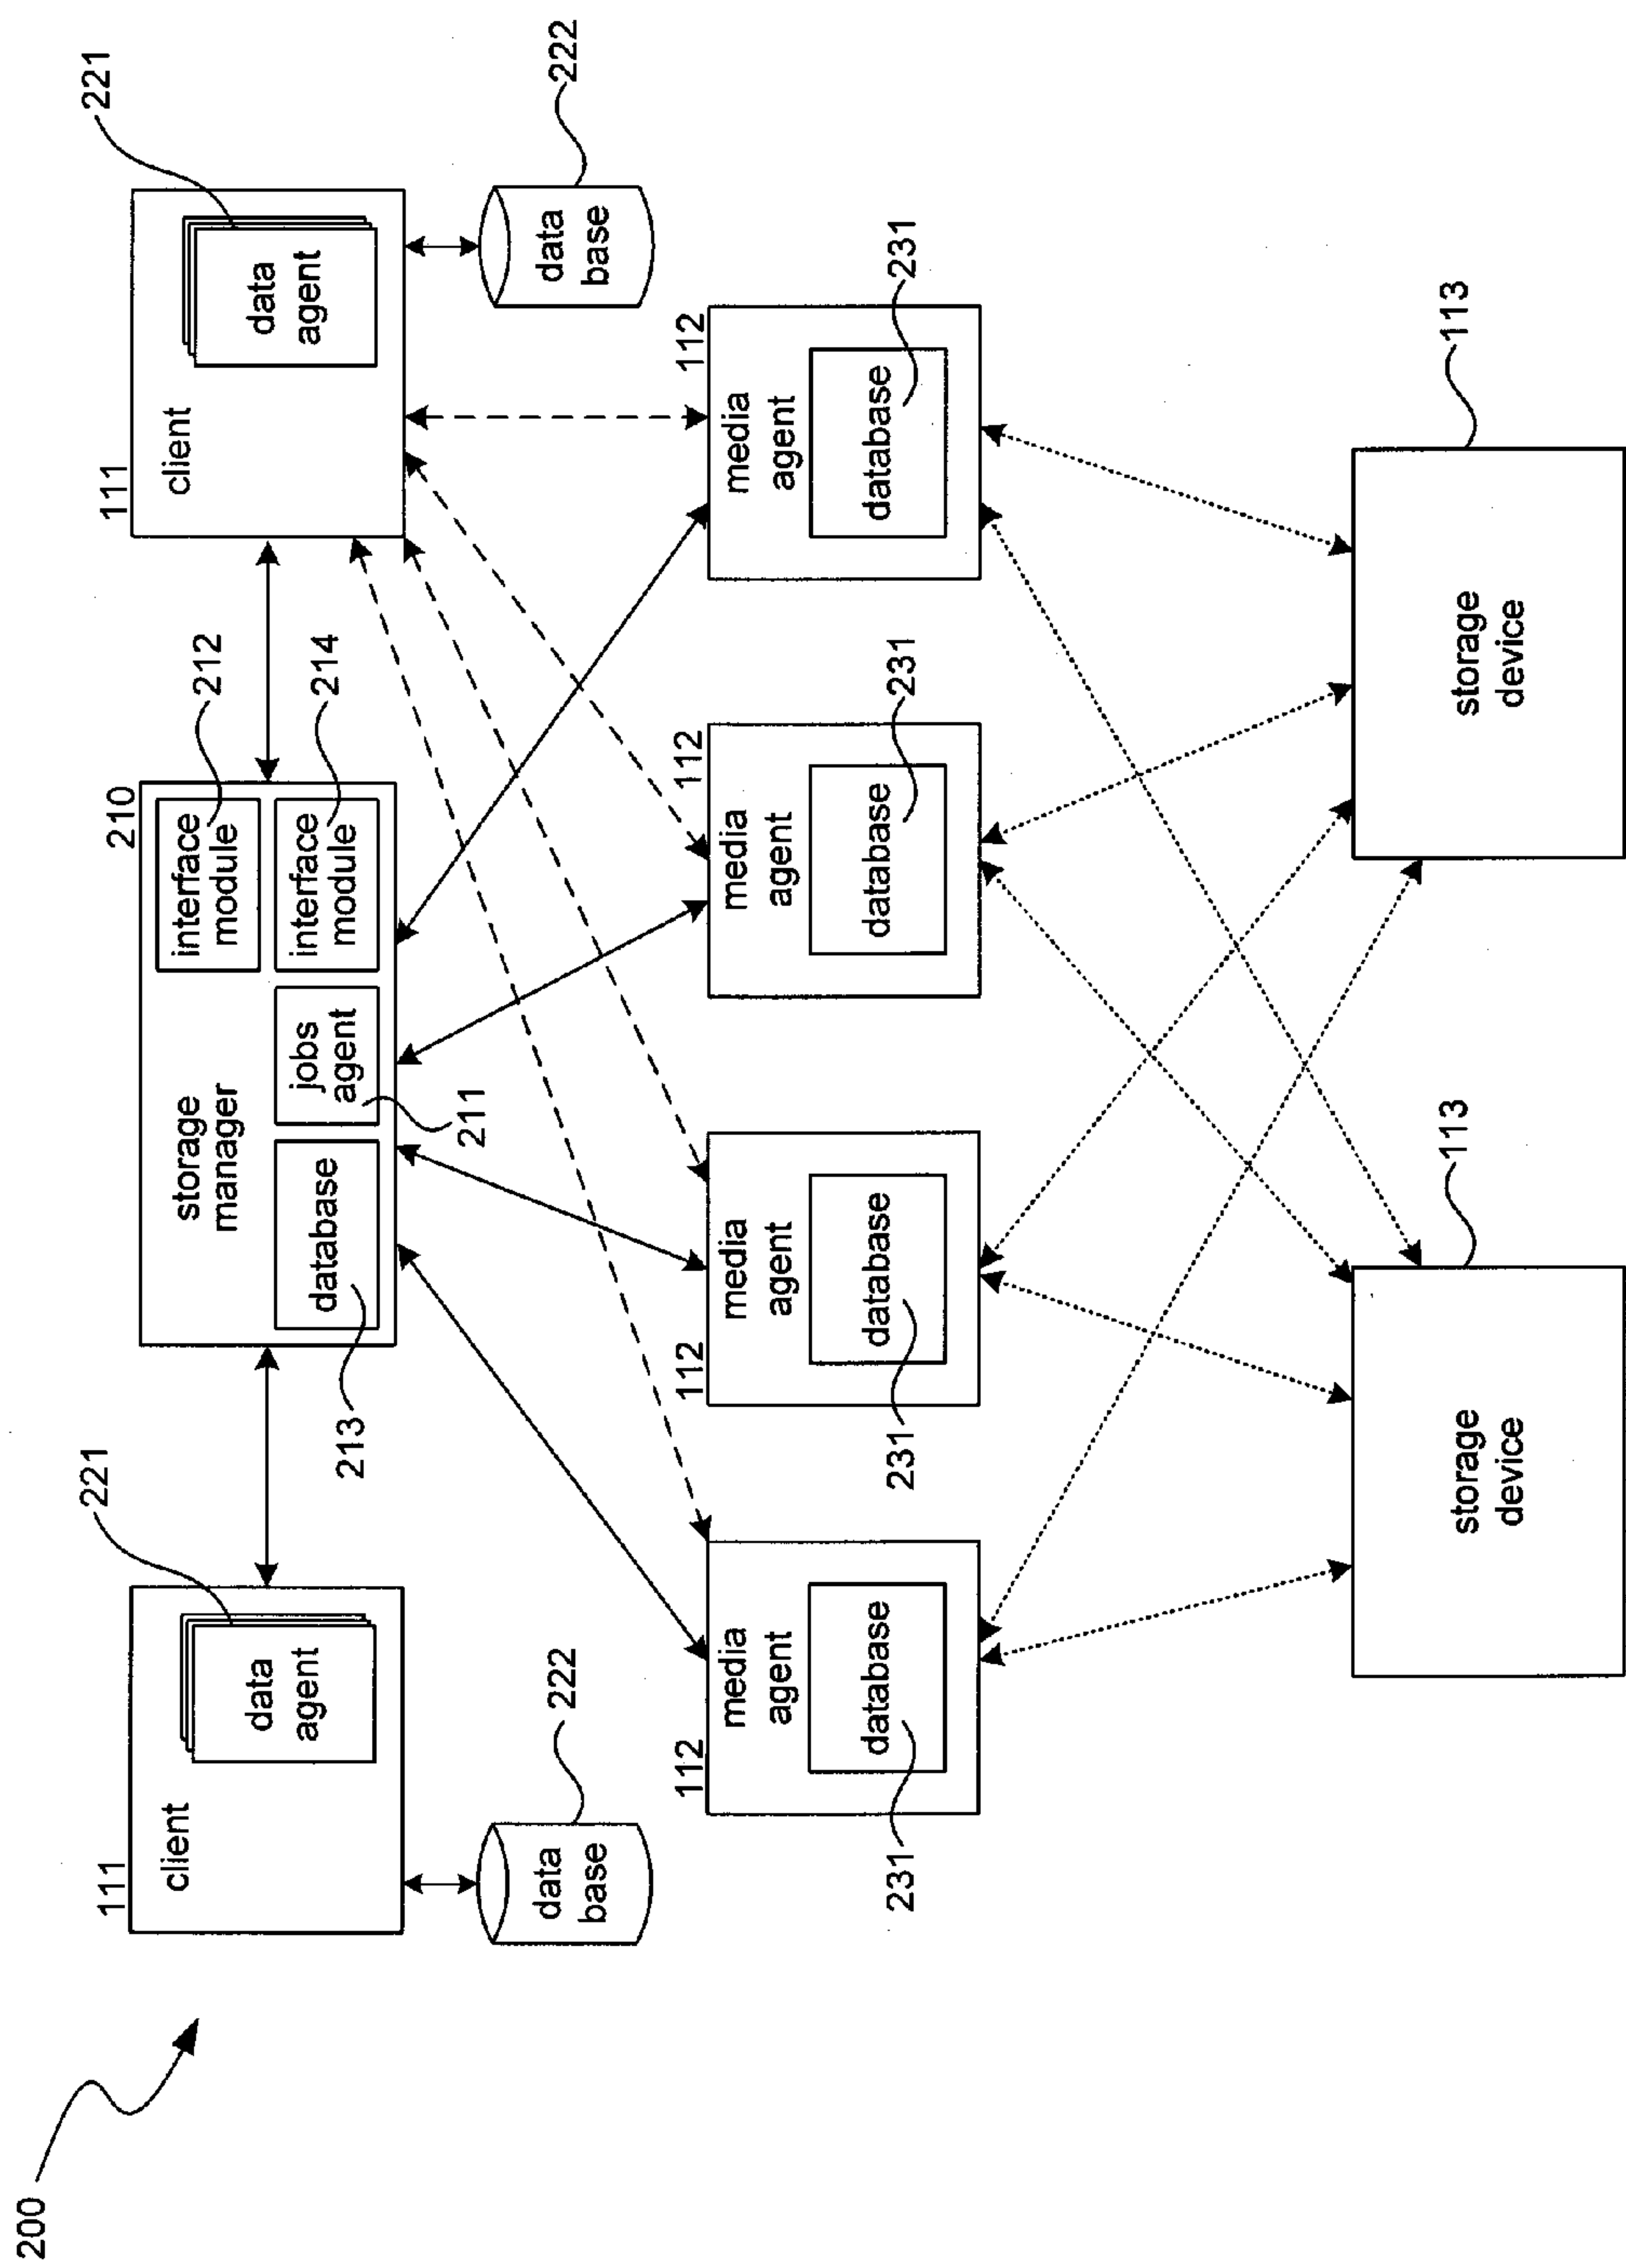 200
111
client
data
agent
221
data
base
222
210
storage
manager
database
213
jobs
agent
211
interface
module
212
interface
module
214
111
client
data
agent
221
data
base
222
112
media
agent
database
231
112
media
agent
database
231
112
media
agent
database
231
112
media
agent
database
231
storage
device
113
storage
device
113